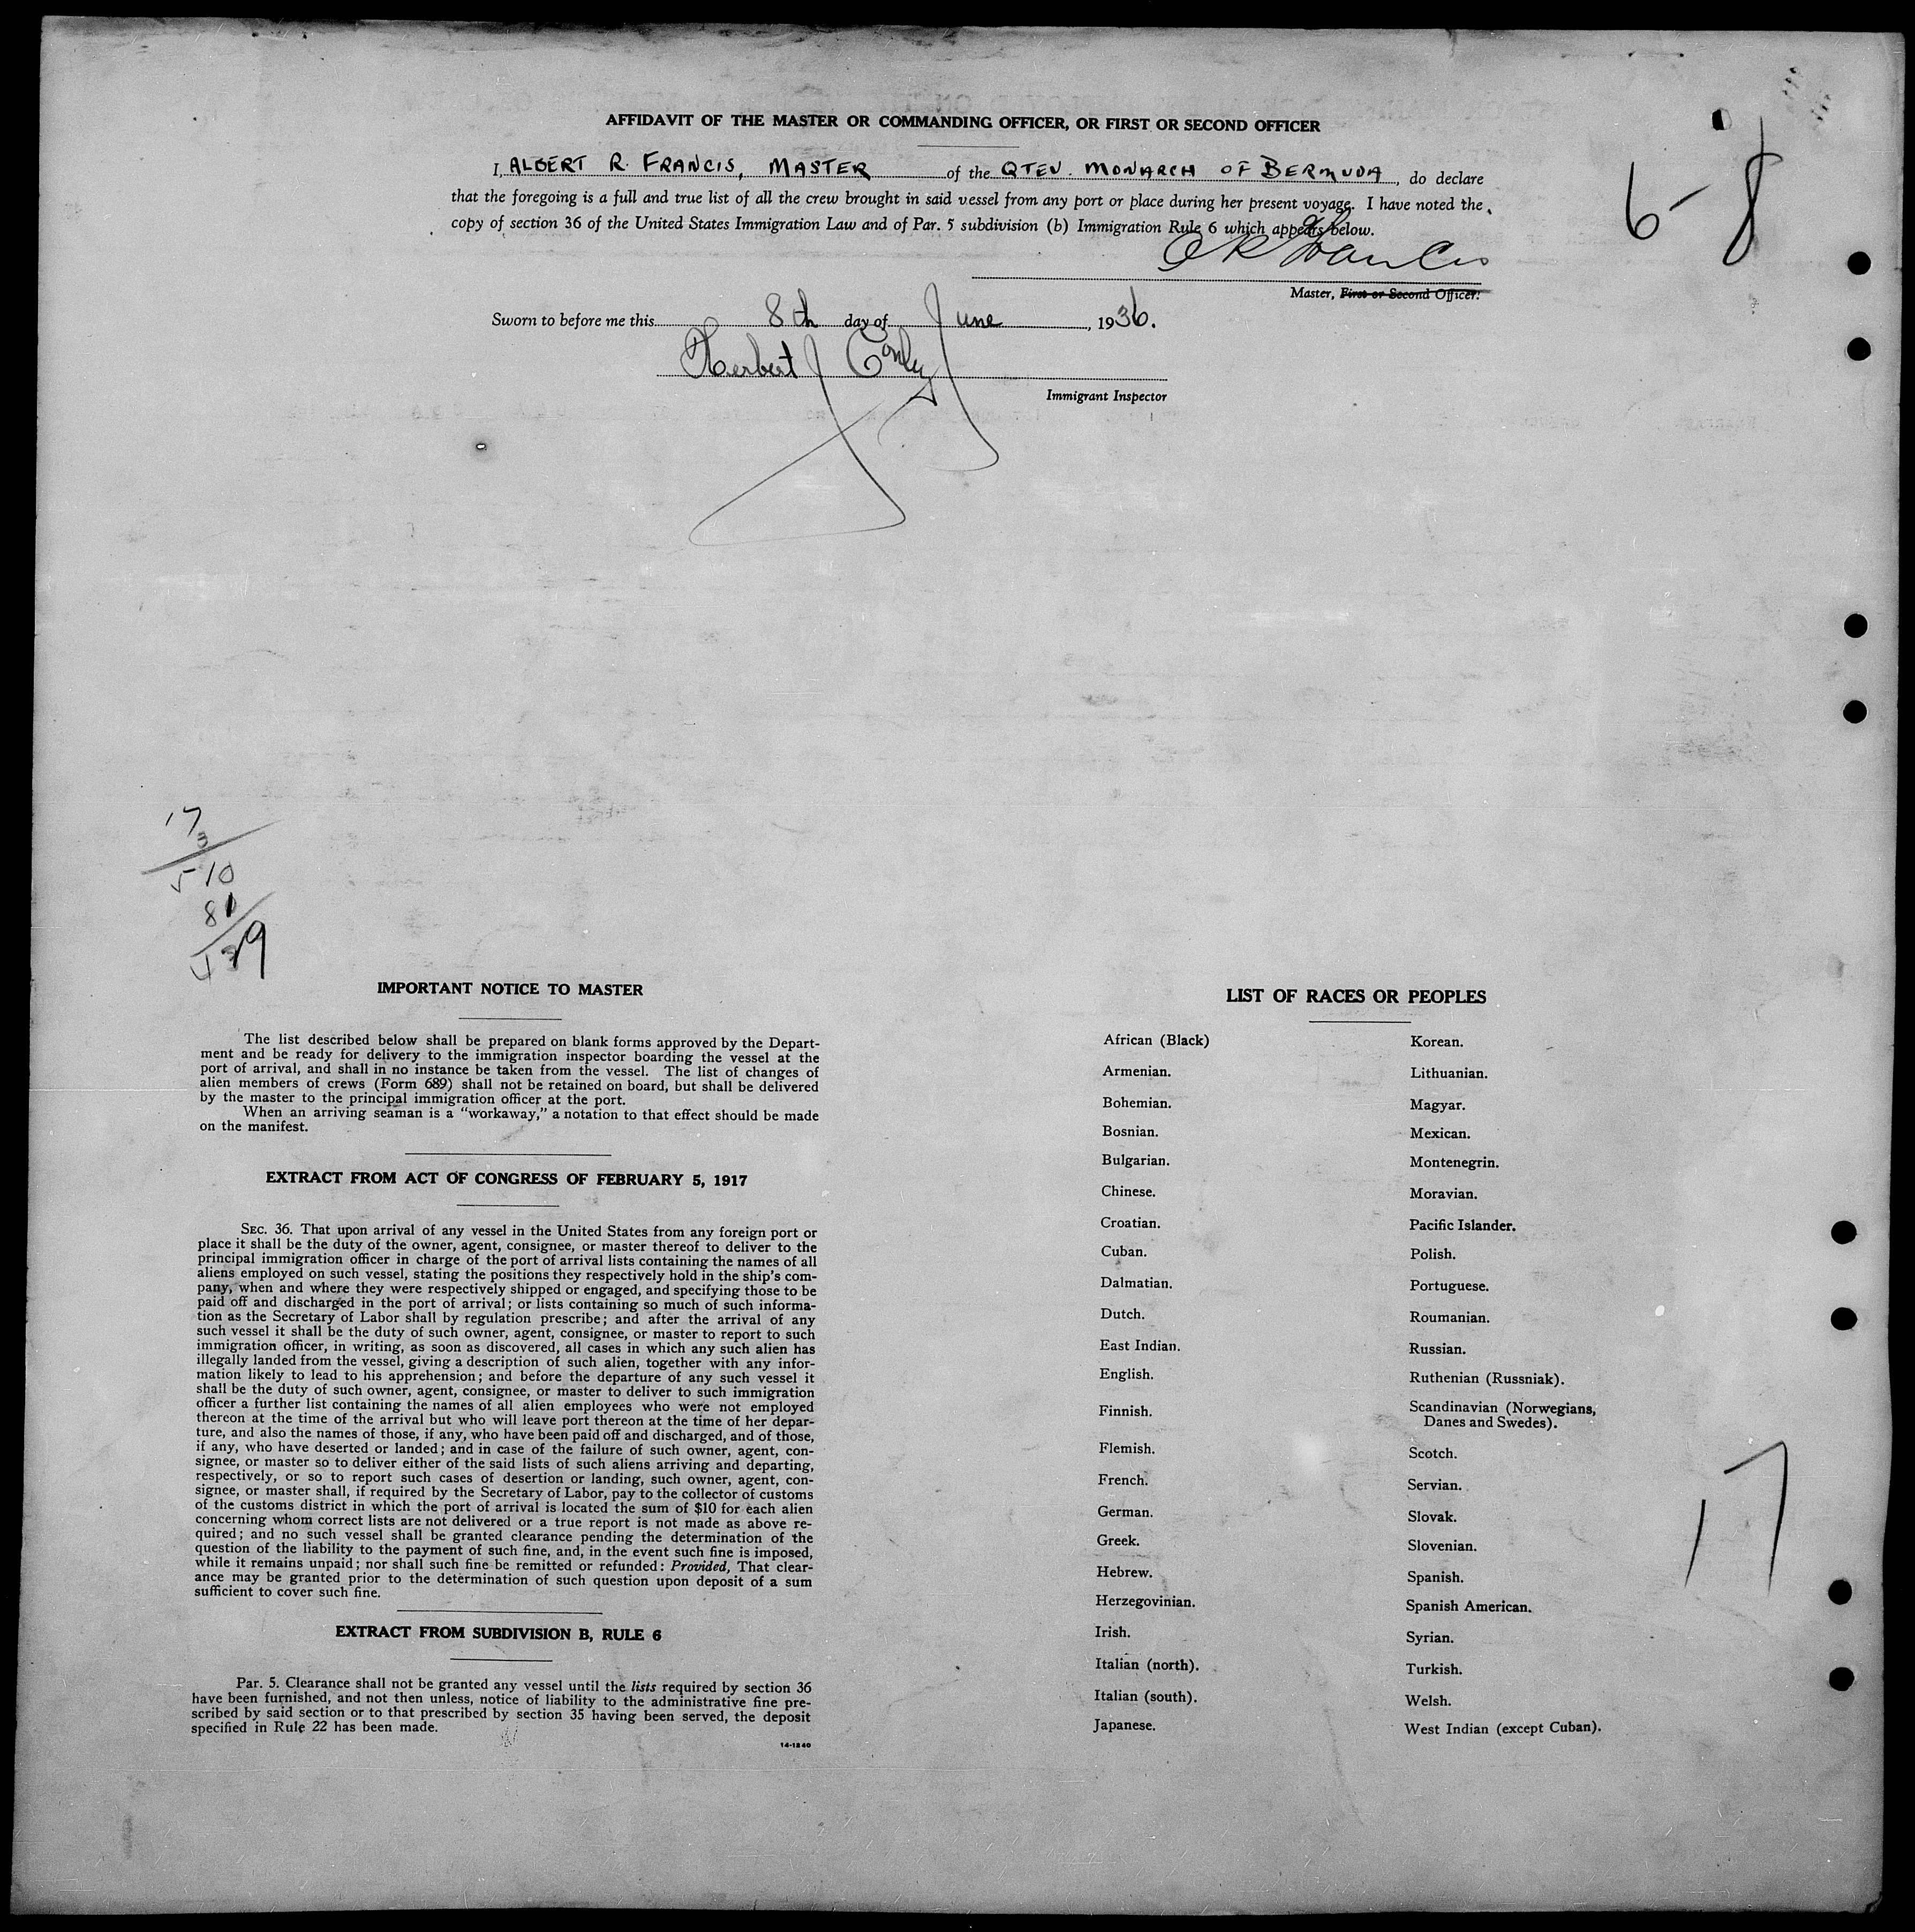 AFFIDAVIT OF THE MASTER OR COMMANDING OFFICER, OR FIRST OR SECOND OFFICER
I, ALBERT R. FRANCIS, MASTER of the QTEV. MONARCH OF BERMUDA, do declare
that the foregoing is a full and true list of all the crew brought in said vessel from any port or place during her present voyage. I have noted the
copy of section 36 of the United States Immigration Law and of Par. 5 subdivision (b) Immigration Rule 6 which appears below.
6-8
A R Francis
Master, First or Second Officer.
Sworn to before me this 8th day of June, 1936.
Herbert J
Immigrant Inspector
17
3
510
IMPORTANT NOTICE TO MASTER
The list described below shall be prepared on blank forms approved by the Depart-
ment and be ready for delivery to the immigration inspector boarding the vessel at the
port of arrival, and shall in no instance be taken from the vessel. The list of changes of
alien members of crews (Form 689) shall not be retained on board, but shall be delivered
by the master to the principal immigration officer at the port.
When an arriving seaman is a "workaway," a notation to that effect should be made
on the manifest.
EXTRACT FROM ACT OF CONGRESS OF FEBRUARY 5, 1917
SEC. 36. That upon arrival of any vessel in the United States from any foreign port or
place it shall be the duty of the owner, agent, consignee, or master thereof to deliver to the
principal immigration officer in charge of the port of arrival lists containing the names of all
aliens employed on such vessel, stating the positions they respectively hold in the ship's com-
pany, when and where they were respectively shipped or engaged, and specifying those to be
paid off and discharged in the port of arrival; or lists containing so much of such informa-
tion as the Secretary of Labor shall by regulation prescribe; and after the arrival of any
such vessel it shall be the duty of such owner, agent, consignee, or master to report to such
immigration officer, in writing, as soon as discovered, all cases in which any such alien has
illegally landed from the vessel, giving a description of such alien, together with any infor-
mation likely to lead to his apprehension; and before the departure of any such vessel it
shall be the duty of such owner, agent, consignee, or master to deliver to such immigration
officer a further list containing the names of all alien employees who were not employed
thereon at the time of the arrival but who will leave port thereon at the time of her depar-
ture, and also the names of those, if any, who have been paid off and discharged, and of those,
if any, who have deserted or landed; and in case of the failure of such owner, agent, con-
signee, or master so to deliver either of the said lists of such aliens arriving and departing,
respectively, or so to report such cases of desertion or landing, such owner, agent, con-
signee, or master shall, if required by the Secretary of Labor, pay to the collector of customs
of the customs district in which the port of arrival is located the sum of $10 for each alien
concerning whom correct lists are not delivered or a true report is not made as above re-
quired; and no such vessel shall be granted clearance pending the determination of the
question of the liability to the payment of such fine, and, in the event such fine is imposed,
while it remains unpaid; nor shall such fine be remitted or refunded: Provided, That clear-
ance may be granted prior to the determination of such question upon deposit of a sum
sufficient to cover such fine.
EXTRACT FROM SUBDIVISION B, RULE 6
Par. 5. Clearance shall not be granted any vessel until the lists required by section 36
have been furnished, and not then unless, notice of liability to the administrative fine pre-
scribed by said section or to that prescribed by section 35 having been served, the deposit
specified in Rule 22 has been made.
14-1240
LIST OF RACES OR PEOPLES
African (Black)
Armenian.
Bohemian.
Bosnian.
Bulgarian.
Chinese.
Croatian.
Cuban.
Dalmatian.
Dutch.
East Indian.
English.
Finnish.
Flemish.
French.
German.
Greek.
Hebrew.
Herzegovinian.
Irish.
Italian (north).
Italian (south).
Japanese.
Korean.
Lithuanian.
Magyar.
Mexican.
Montenegrin.
Moravian.
Pacific Islander.
Polish.
Portuguese.
Roumanian.
Russian.
Ruthenian (Russniak).
Scandinavian (Norwegians,
Danes and Swedes).
Scotch.
Servian.
Slovak.
Slovenian.
Spanish.
Spanish American.
Syrian.
Turkish.
Welsh.
West Indian (except Cuban).
17